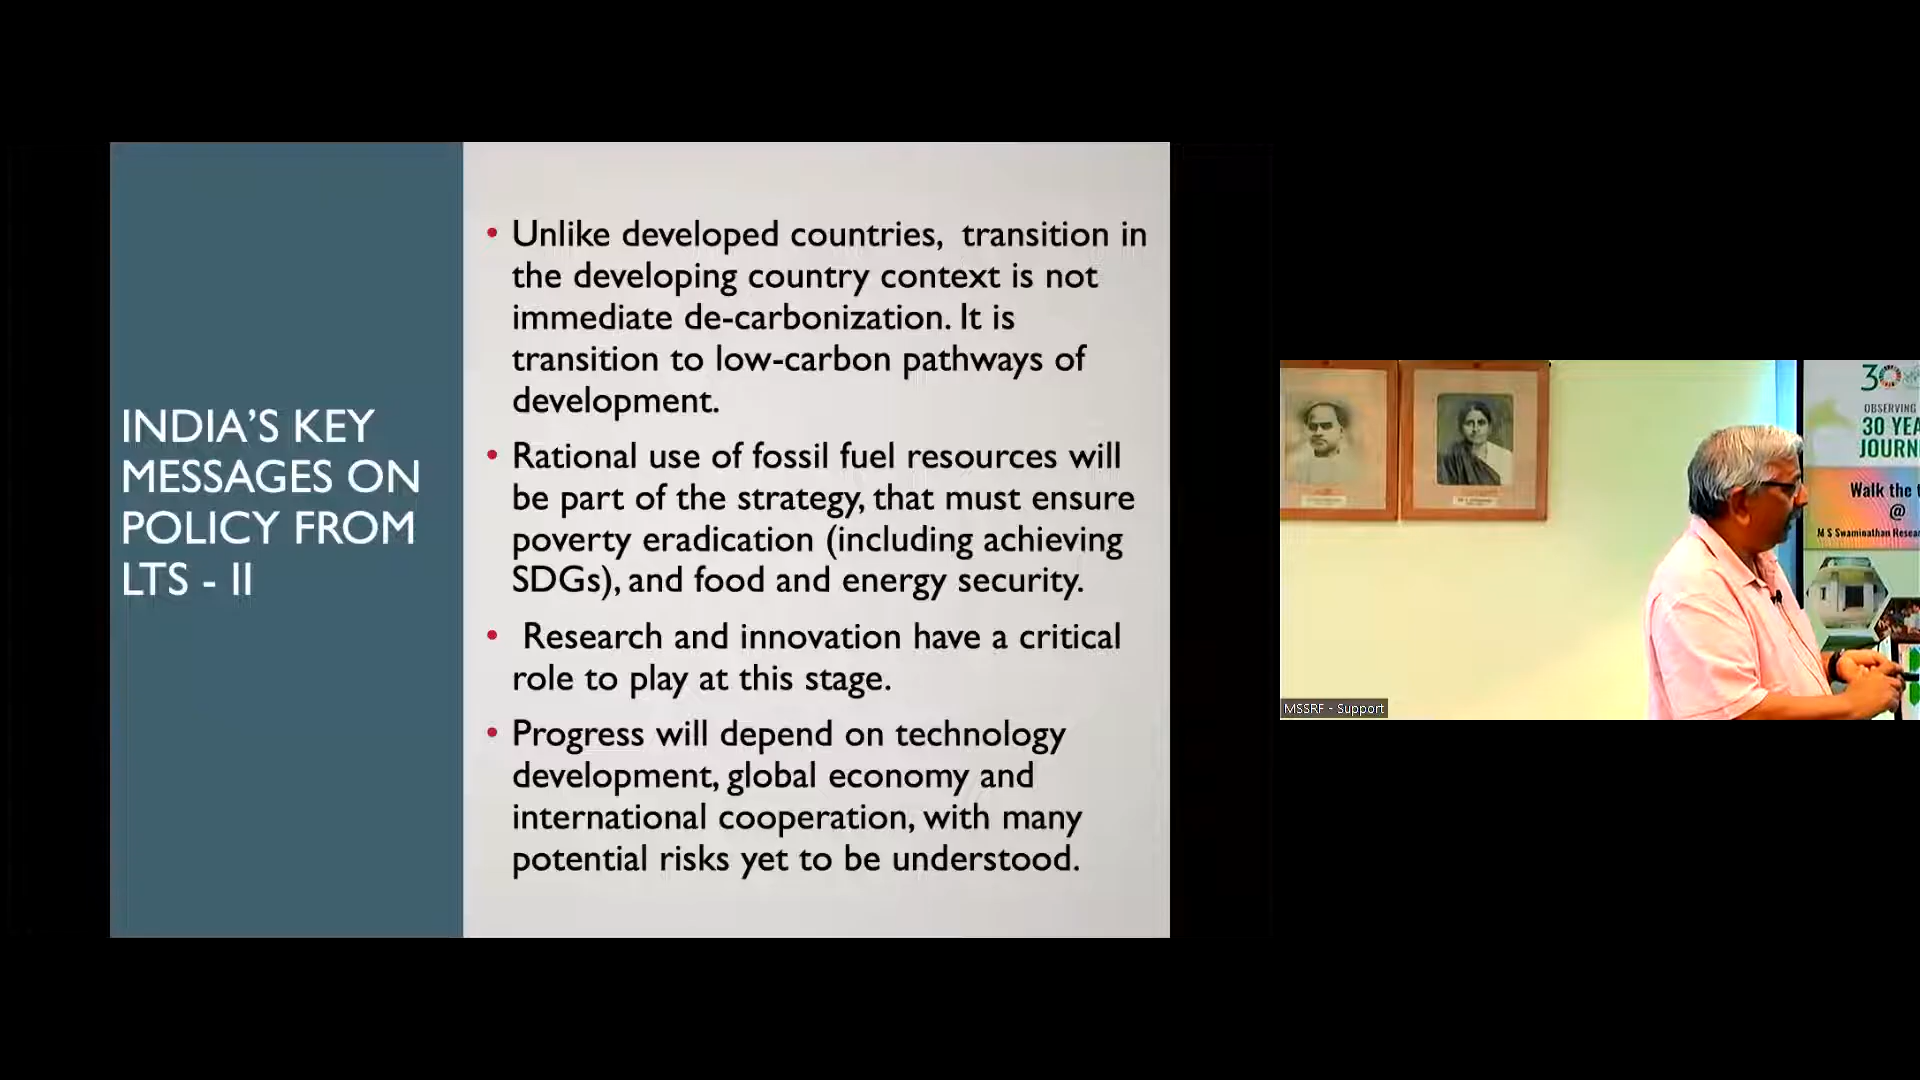 INDIA'S KEY
MESSAGES ON
POLICY FROM
LTS - II
• Unlike developed countries,  transition in
the developing country context is not
immediate de-carbonization. It is
transition to low-carbon pathways of
development.
• Rational use of fossil fuel resources will
be part of the strategy, that must ensure
poverty eradication (including achieving
SDGs), and food and energy security.
•  Research and innovation have a critical
role to play at this stage.
• Progress will depend on technology
development, global economy and
international cooperation, with many
potential risks yet to be understood.
30
OBSERVING
30 YEA
JOURN
Walk the t
@
M S Swaminathan Resear
MSSRF - Support